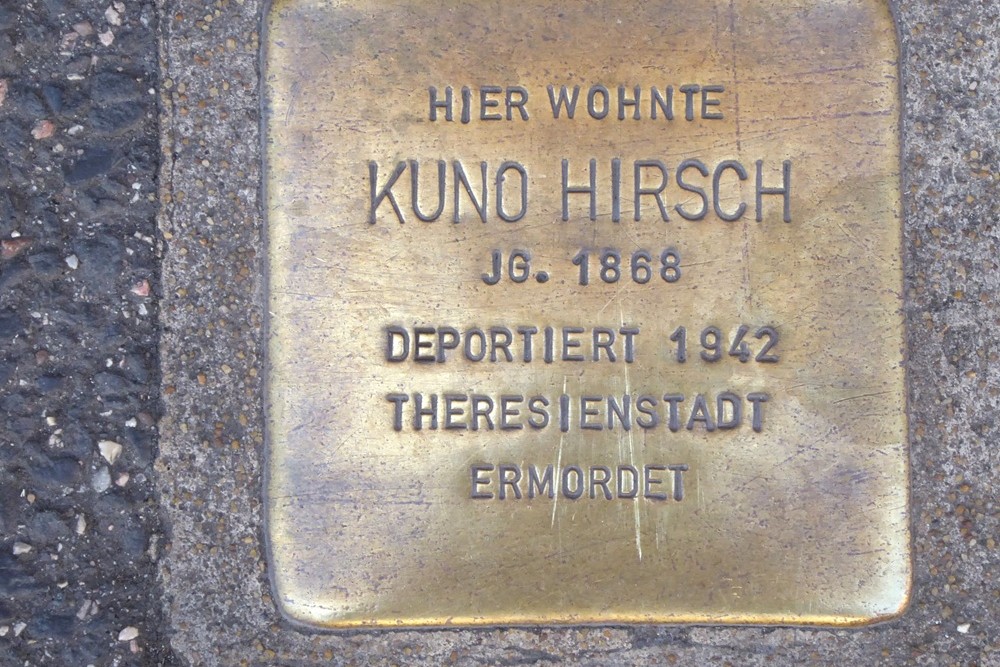 HIER WOHNTE
KUNO HIRSCH
JG. 1868
DEPORTIERT 1942
THERESIENSTADT
ERMORDET